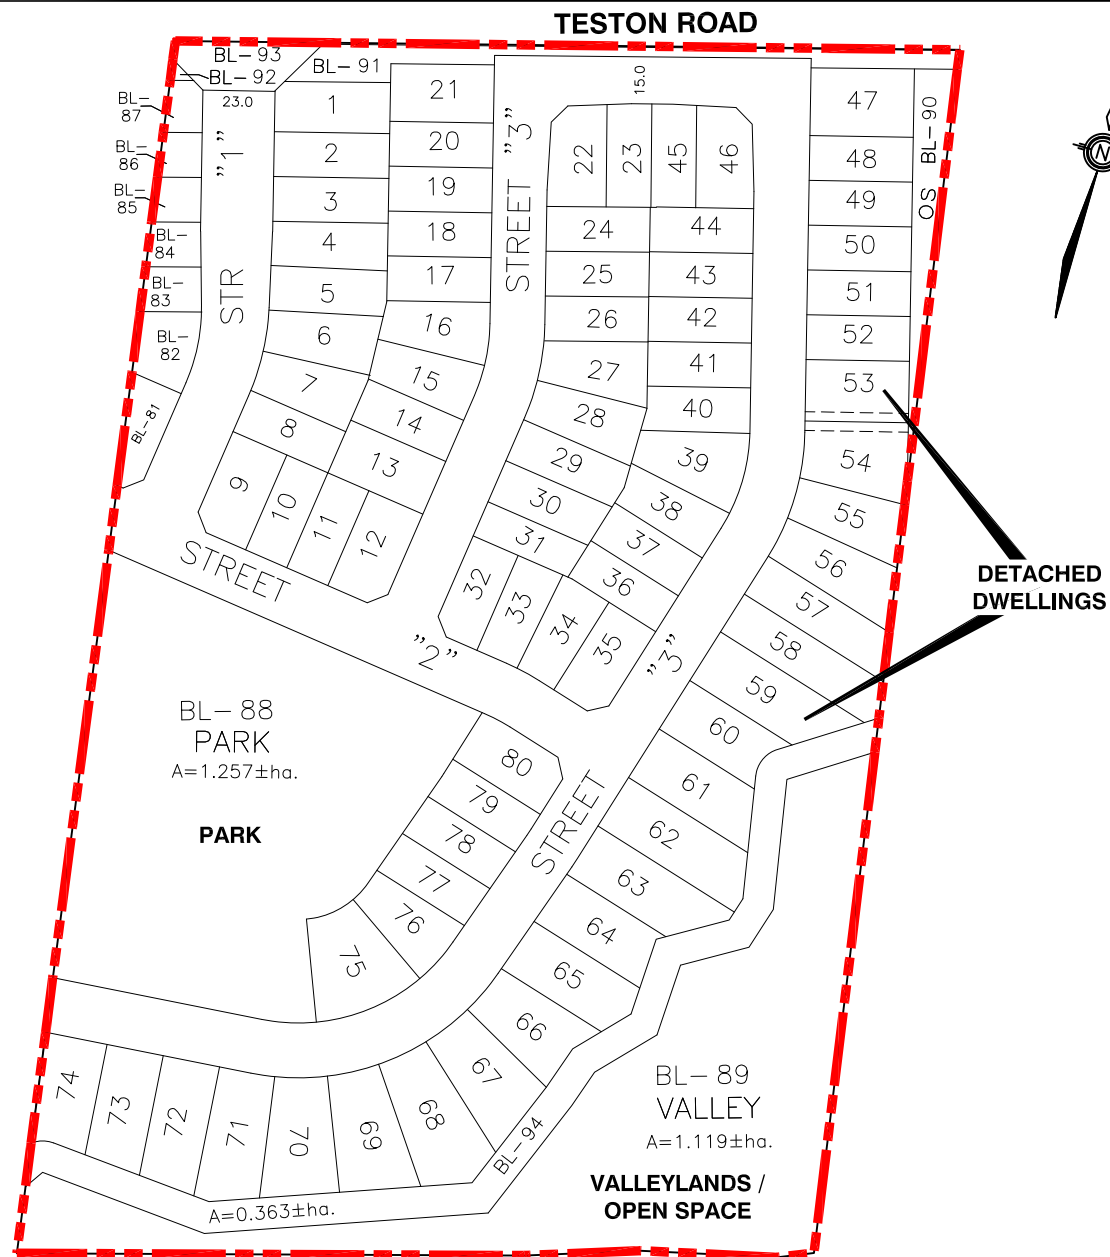 TESTON ROAD
BL-93
BL-92
BL-91
BL-
87
BL-
86
BL-
85
BL-
84
BL-
83
BL-
82
BL-81
23.0
STR "1"
1
2
3
4
5
6
7
8
9
10
11
12
13
14
15
16
17
18
19
20
21
STREET "3"
15.0
22
23
45
46
24
44
25
43
26
42
27
41
28
40
29
39
30
38
31
37
32
33
34
35
36
47
48
49
50
51
52
53
54
55
56
57
58
59
60
61
62
63
64
65
66
67
68
69
70
71
72
73
74
75
76
77
78
79
80
OS BL-90
N
DETACHED
DWELLINGS
STREET "2"
STREET "3"
BL-88
PARK
A=1.257±ha.
PARK
BL-89
VALLEY
A=1.119±ha.
VALLEYLANDS /
OPEN SPACE
BL-94
A=0.363±ha.